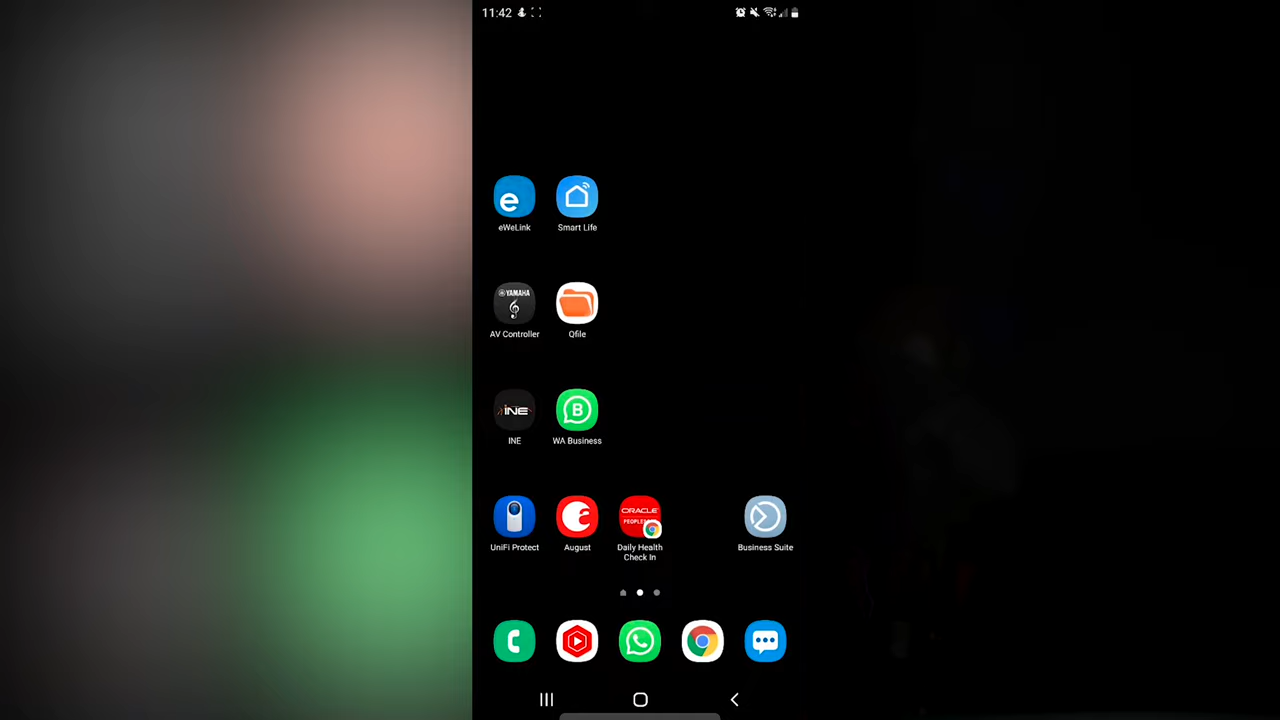 11:42
eWeLink Smart Life
YAMAHA
AV Controller Qfile
INE
B
INE WA Business
ORACLE
UniFi Protect August Daily Health Check In Business Suite